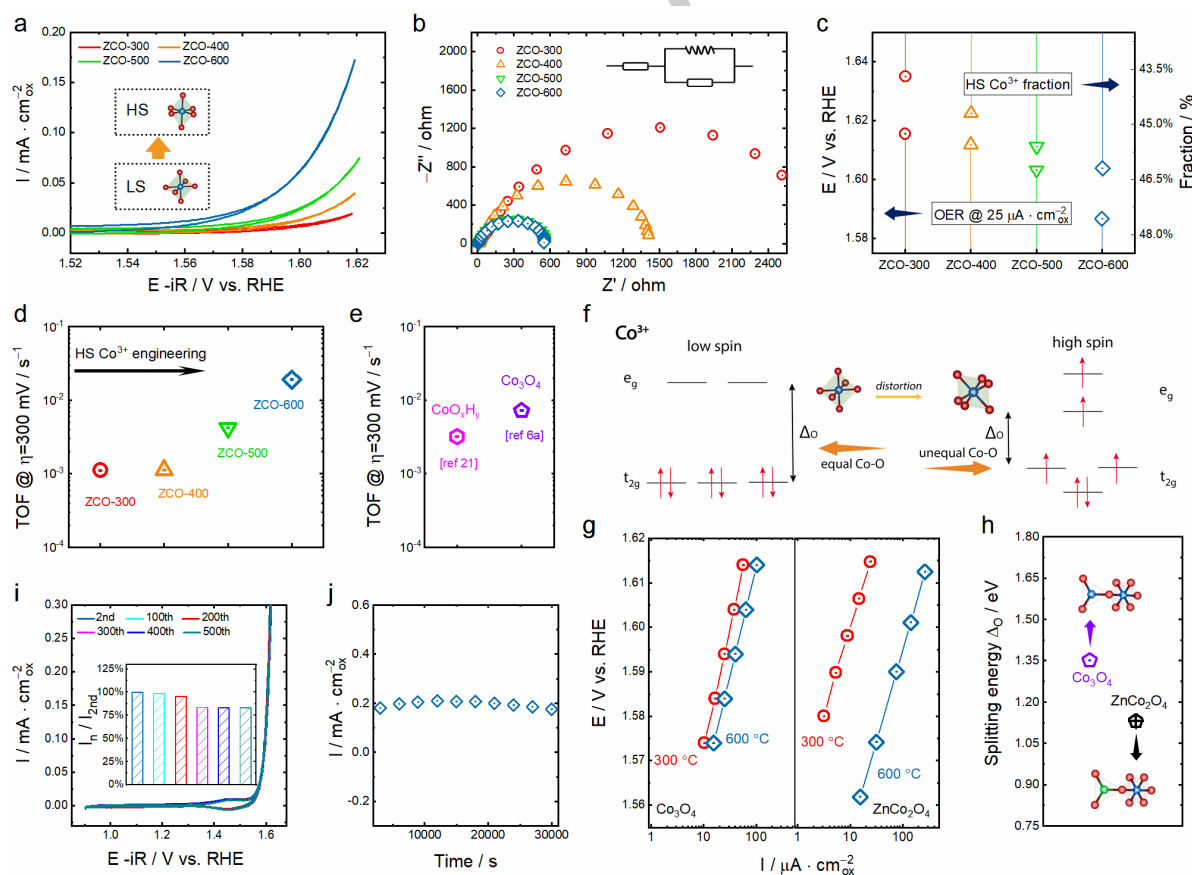 a
0.20
0.15
0.10
0.05
0.00
I / mA · cm⁻²ox
ZCO-300 ZCO-400
ZCO-500 ZCO-600
HS
LS
1.52 1.54 1.56 1.58 1.60 1.62
E -iR / V vs. RHE
b
2000
1600
1200
800
400
0
-Z'' / ohm
ZCO-300
ZCO-400
ZCO-500
ZCO-600
0 300 600 900 1200 1500 1800 2100 2400
Z' / ohm
c
1.64
1.62
1.60
1.58
E / V vs. RHE
HS Co³⁺ fraction
OER @ 25 μA · cm⁻²ox
43.5%
45.0%
46.5%
48.0%
Fraction / %
ZCO-300 ZCO-400 ZCO-500 ZCO-600
d
10⁻¹
10⁻²
10⁻³
10⁻⁴
TOF @ η=300 mV / s⁻¹
HS Co³⁺ engineering
ZCO-600
ZCO-500
ZCO-300
ZCO-400
e
10⁻¹
10⁻²
10⁻³
10⁻⁴
TOF @ η=300 mV / s⁻¹
Co₃O₄
CoOₓHᵧ
[ref 6a]
[ref 21]
f
Co³⁺
low spin
high spin
e_g
distortion
e_g
Δ_O
Δ_O
equal Co-O
unequal Co-O
t₂g
t₂g
i
0.30
0.25
0.20
0.15
0.10
0.05
0.00
I / mA · cm⁻²ox
2nd 100th 200th
300th 400th 500th
125%
100%
75%
50%
25%
0%
Iₙ / I₂nd
1.0 1.2 1.4 1.6
E -iR / V vs. RHE
j
0.6
0.4
0.2
0.0
-0.2
I / mA · cm⁻²ox
10000 20000 30000
Time / s
g
1.62
1.61
1.60
1.59
1.58
1.57
1.56
E / V vs. RHE
600 °C
300 °C
Co₃O₄
300 °C
600 °C
ZnCo₂O₄
1 10 100 1 10 100
I / μA · cm⁻²ox
h
1.80
1.65
1.50
1.35
1.20
1.05
0.90
0.75
Splitting energy Δ_O / eV
Co₃O₄
ZnCo₂O₄